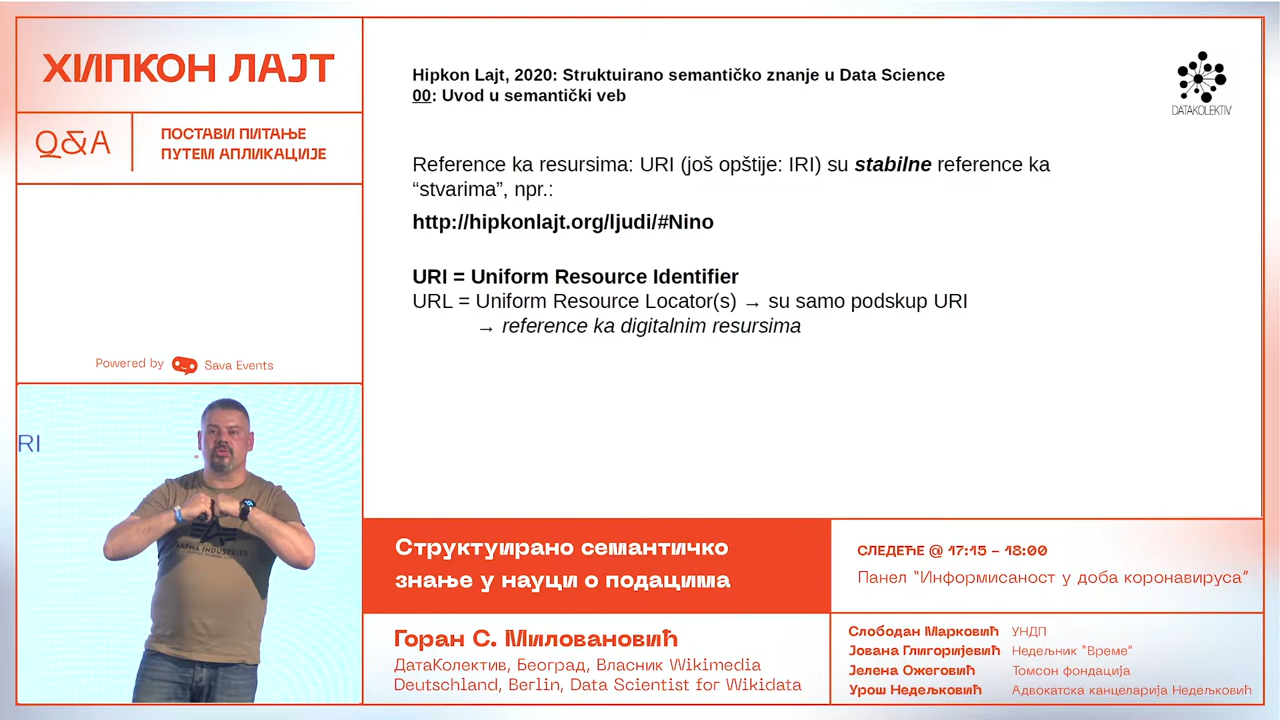 ХИПКОН ЛАЈТ
Q&A
ПОСТАВИ ПИТАЊЕ
ПУТЕМ АПЛИКАЦИЈЕ
Powered by Sava Events
Hipkon Lajt, 2020: Struktuirano semantičko znanje u Data Science
00: Uvod u semantički veb
DATAKOLEKTIV
Reference ka resursima: URI (još opštije: IRI) su stabilne reference ka
“stvarima”, npr.:
http://hipkonlajt.org/ljudi/#Nino
URI = Uniform Resource Identifier
URL = Uniform Resource Locator(s) → su samo podskup URI
→ reference ka digitalnim resursima
RI
ALPHA INDUSTRIES
Структуирано семантичко
знање у науци о подацима
Горан С. Миловановић
ДатаКолектив, Београд, Власник Wikimedia
Deutschland, Berlin, Data Scientist for Wikidata
СЛЕДЕЋЕ @ 17:15 – 18:00
Панел “Информисаност у доба коронавируса”
Слободан Марковић УНДП
Јована Глигоријевић Недељник “Време”
Јелена Ожеговић Томсон фондација
Урош Недељковић Адвокатска канцеларија Недељковић